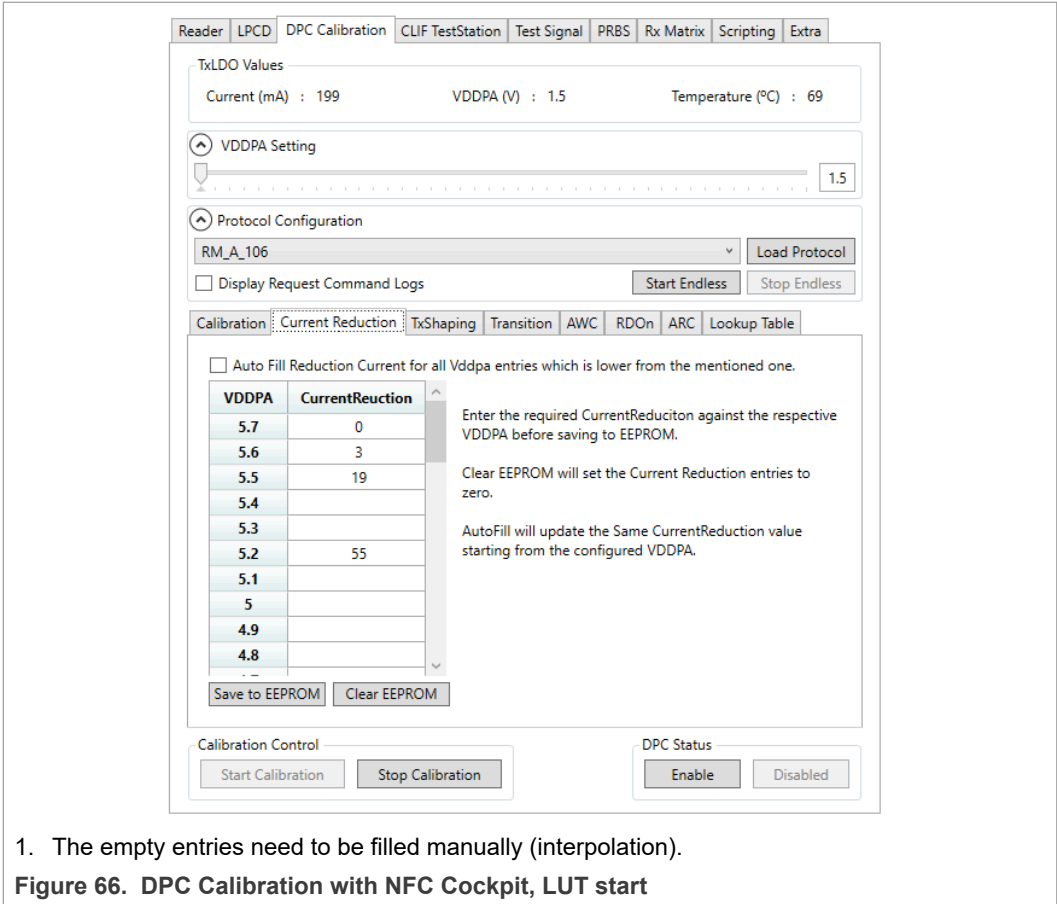 Reader LPCD DPC Calibration CLIF TestStation Test Signal PRBS Rx Matrix Scripting Extra
TxLDO Values
Current (mA) : 199 VDDPA (V) : 1.5 Temperature (ºC) : 69
VDDPA Setting
1.5
Protocol Configuration
RM_A_106 Load Protocol
Display Request Command Logs Start Endless Stop Endless
Calibration Current Reduction TxShaping Transition AWC RDOn ARC Lookup Table
Auto Fill Reduction Current for all Vddpa entries which is lower from the mentioned one.
VDDPA CurrentReuction
5.7 0
5.6 3
5.5 19
5.4
5.3
5.2 55
5.1
5
4.9
4.8
Enter the required CurrentReduciton against the respective
VDDPA before saving to EEPROM.
Clear EEPROM will set the Current Reduction entries to
zero.
AutoFill will update the Same CurrentReduction value
starting from the configured VDDPA.
Save to EEPROM Clear EEPROM
Calibration Control DPC Status
Start Calibration Stop Calibration Enable Disabled
1. The empty entries need to be filled manually (interpolation).
Figure 66. DPC Calibration with NFC Cockpit, LUT start